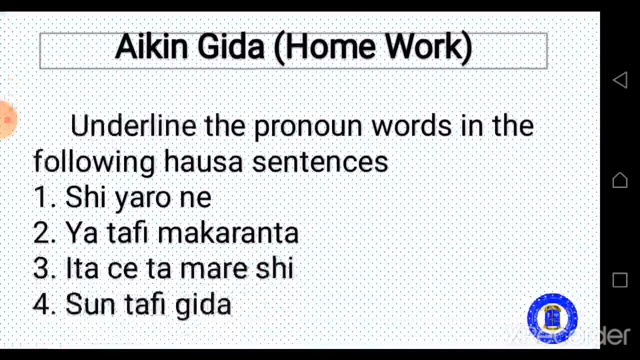 Aikin Gida (Home Work)
Underline the pronoun words in the
following hausa sentences
1. Shi yaro ne
2. Ya tafi makaranta
3. Ita ce ta mare shi
4. Sun tafi gida